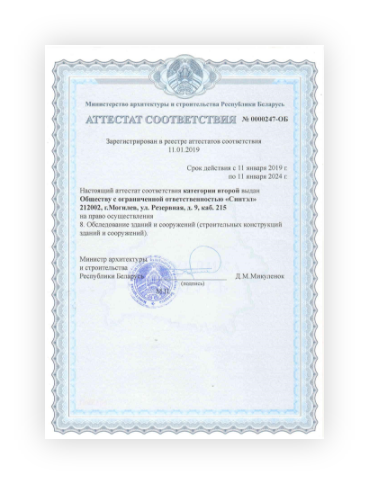 Министерство архитектуры и строительства Республики Беларусь
АТТЕСТАТ СООТВЕТСТВИЯ № 0000247-ОБ
Зарегистрирован в реестре аттестатов соответствия
11.01.2019
Срок действия с 11 января 2019 г.
по 11 января 2024 г.
Настоящий аттестат соответствия категории второй выдан
Обществу с ограниченной ответственностью «Синтэл»
212002, г.Могилев, ул. Резервная, д. 9, каб. 215
на право осуществления
8. Обследование зданий и сооружений (строительных конструкций
зданий и сооружений)
Министр архитектуры
и строительства
Республики Беларусь Д.М.Микуленок
(подпись)
М.П.